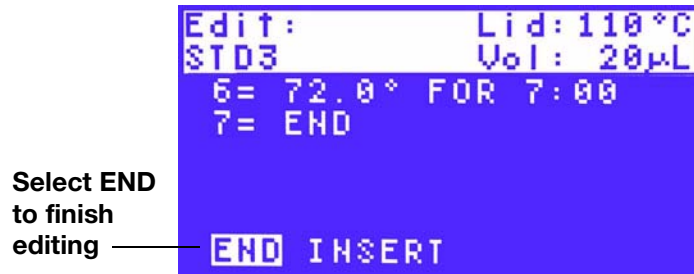 Edit: Lid:110°C
STD3 Vol: 20µL
6= 72.0° FOR 7:00
7= END
Select END
to finish
editing
END INSERT